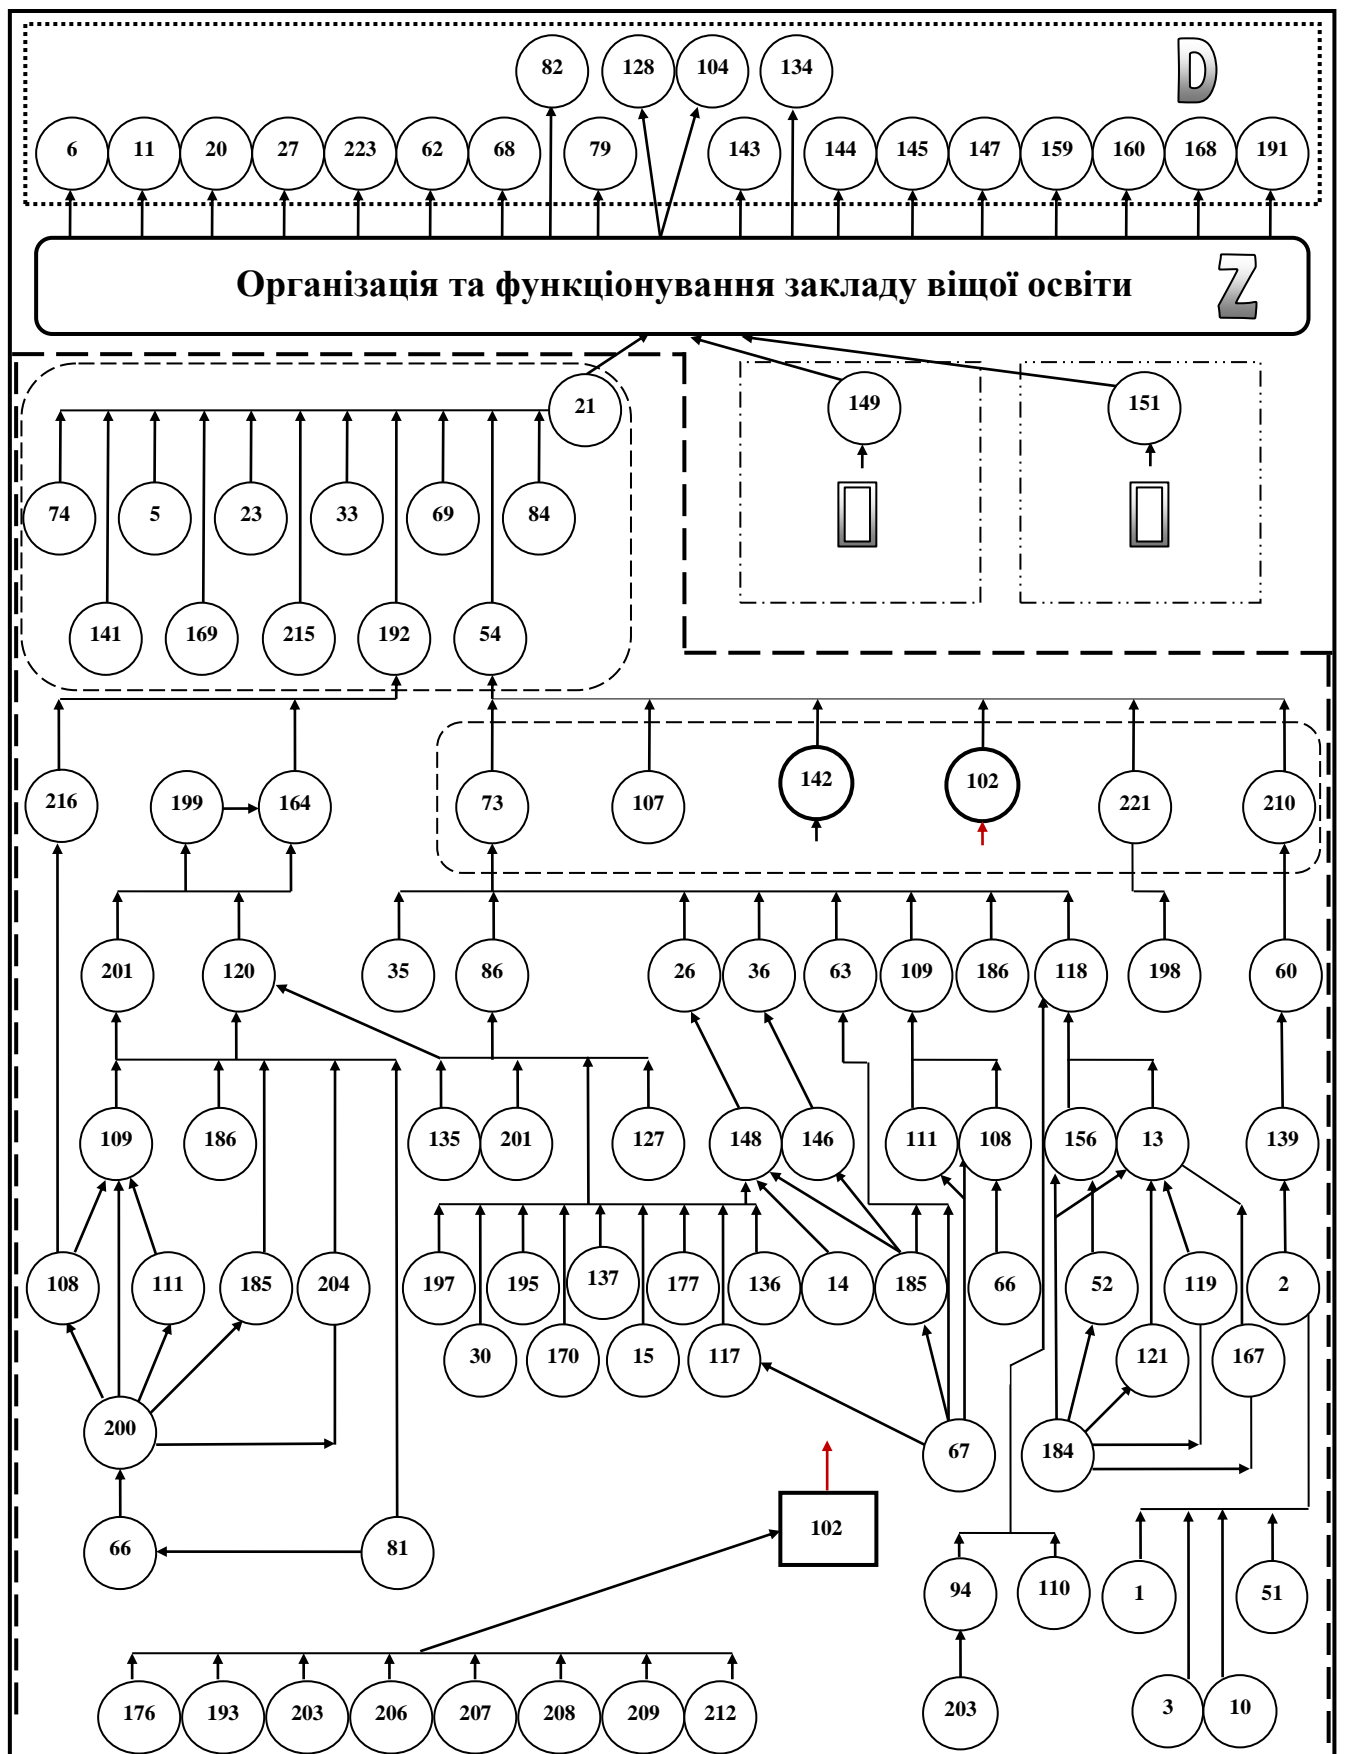 82 128 104 134 D
6 11 20 27 223 62 68 79 143 144 145 147 159 160 168 191
Організація та функціонування закладу віщої освіти Z
21 149 151
74 5 23 33 69 84
141 169 215 192 54
216 199 164 73 107 142 102 221 210
201 120 35 86 26 36 63 109 186 118 198 60
109 186 135 201 127 148 146 111 108 156 13 139
108 111 185 204 197 195 137 177 136 14 185 66 52 119 2
30 170 15 117 121 167
200 67 184
102
66 81
94 110 1 51
176 193 203 206 207 208 209 212 203 3 10